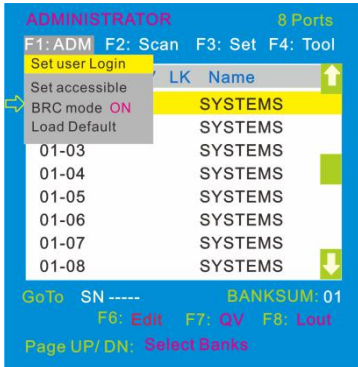 ADMINISTRATOR 8 Ports
F1: ADM F2: Scan F3: Set F4: Tool
Set user Login
Y LK Name
Set accessible
BRC mode ON SYSTEMS
Load Default SYSTEMS
01-03 SYSTEMS
01-04 SYSTEMS
01-05 SYSTEMS
01-06 SYSTEMS
01-07 SYSTEMS
01-08 SYSTEMS
GoTo SN ----- BANKSUM: 01
F6: Edit F7: QV F8: Lout
Page UP/ DN: Select Banks